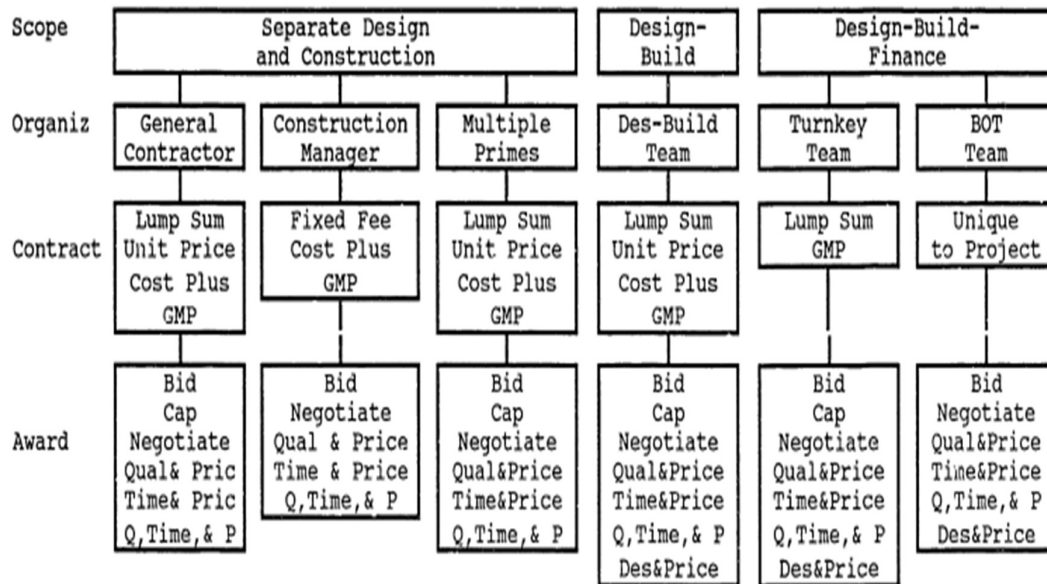 Scope
Separate Design
and Construction
Design-
Build
Design-Build-
Finance
Organiz
General
Contractor
Construction
Manager
Multiple
Primes
Des-Build
Team
Turnkey
Team
BOT
Team
Contract
Lump Sum
Unit Price
Cost Plus
GMP
Fixed Fee
Cost Plus
GMP
Lump Sum
Unit Price
Cost Plus
GMP
Lump Sum
Unit Price
Cost Plus
GMP
Lump Sum
GMP
Unique
to Project
Award
Bid
Cap
Negotiate
Qual& Pric
Time& Pric
Q,Time,& P
Bid
Negotiate
Qual & Price
Time & Price
Q,Time,& P
Bid
Cap
Negotiate
Qual&Price
Time&Price
Q,Time,& P
Bid
Cap
Negotiate
Qual&Price
Time&Price
Q,Time,& P
Des&Price
Bid
Cap
Negotiate
Qual&Price
Time&Price
Q,Time,& P
Des&Price
Bid
Negotiate
Qual&Price
Time&Price
Q,Time,& P
Des&Price